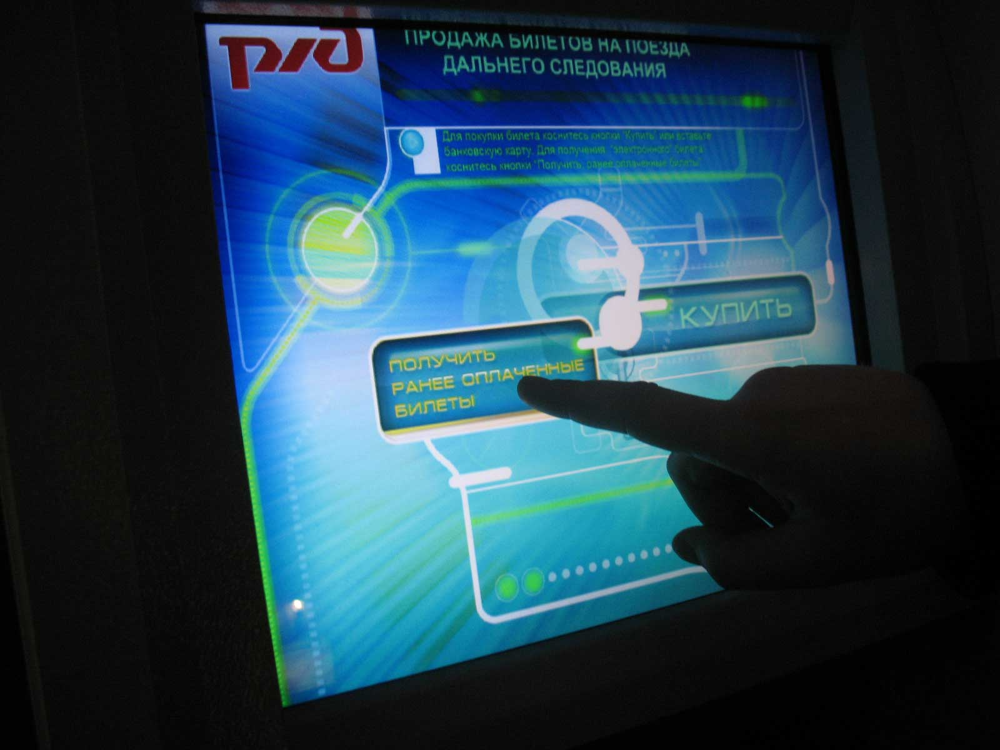 РЖД
ПРОДАЖА БИЛЕТОВ НА ПОЕЗДА
ДАЛЬНЕГО СЛЕДОВАНИЯ
Для покупки билета коснитесь кнопки "Купить" или вставьте
банковскую карту. Для получения "электронного" билета
коснитесь кнопки "Получить ранее оплаченные билеты"
КУПИТЬ
ПОЛУЧИТЬ
РАНЕЕ ОПЛАЧЕННЫЕ
БИЛЕТЫ